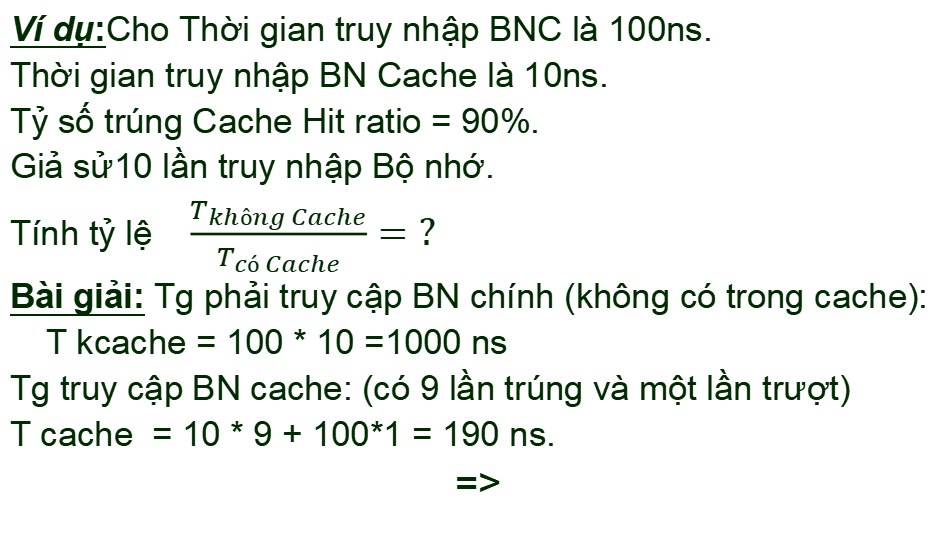 Ví dụ:Cho Thời gian truy nhập BNC là 100ns.
Thời gian truy nhập BN Cache là 10ns.
Tỷ số trúng Cache Hit ratio = 90%.
Giả sử10 lần truy nhập Bộ nhớ.
Tính tỷ lệ T không Cache / T có Cache = ?
Bài giải: Tg phải truy cập BN chính (không có trong cache):
T kcache = 100 * 10 =1000 ns
Tg truy cập BN cache: (có 9 lần trúng và một lần trượt)
T cache = 10 * 9 + 100*1 = 190 ns.
=>